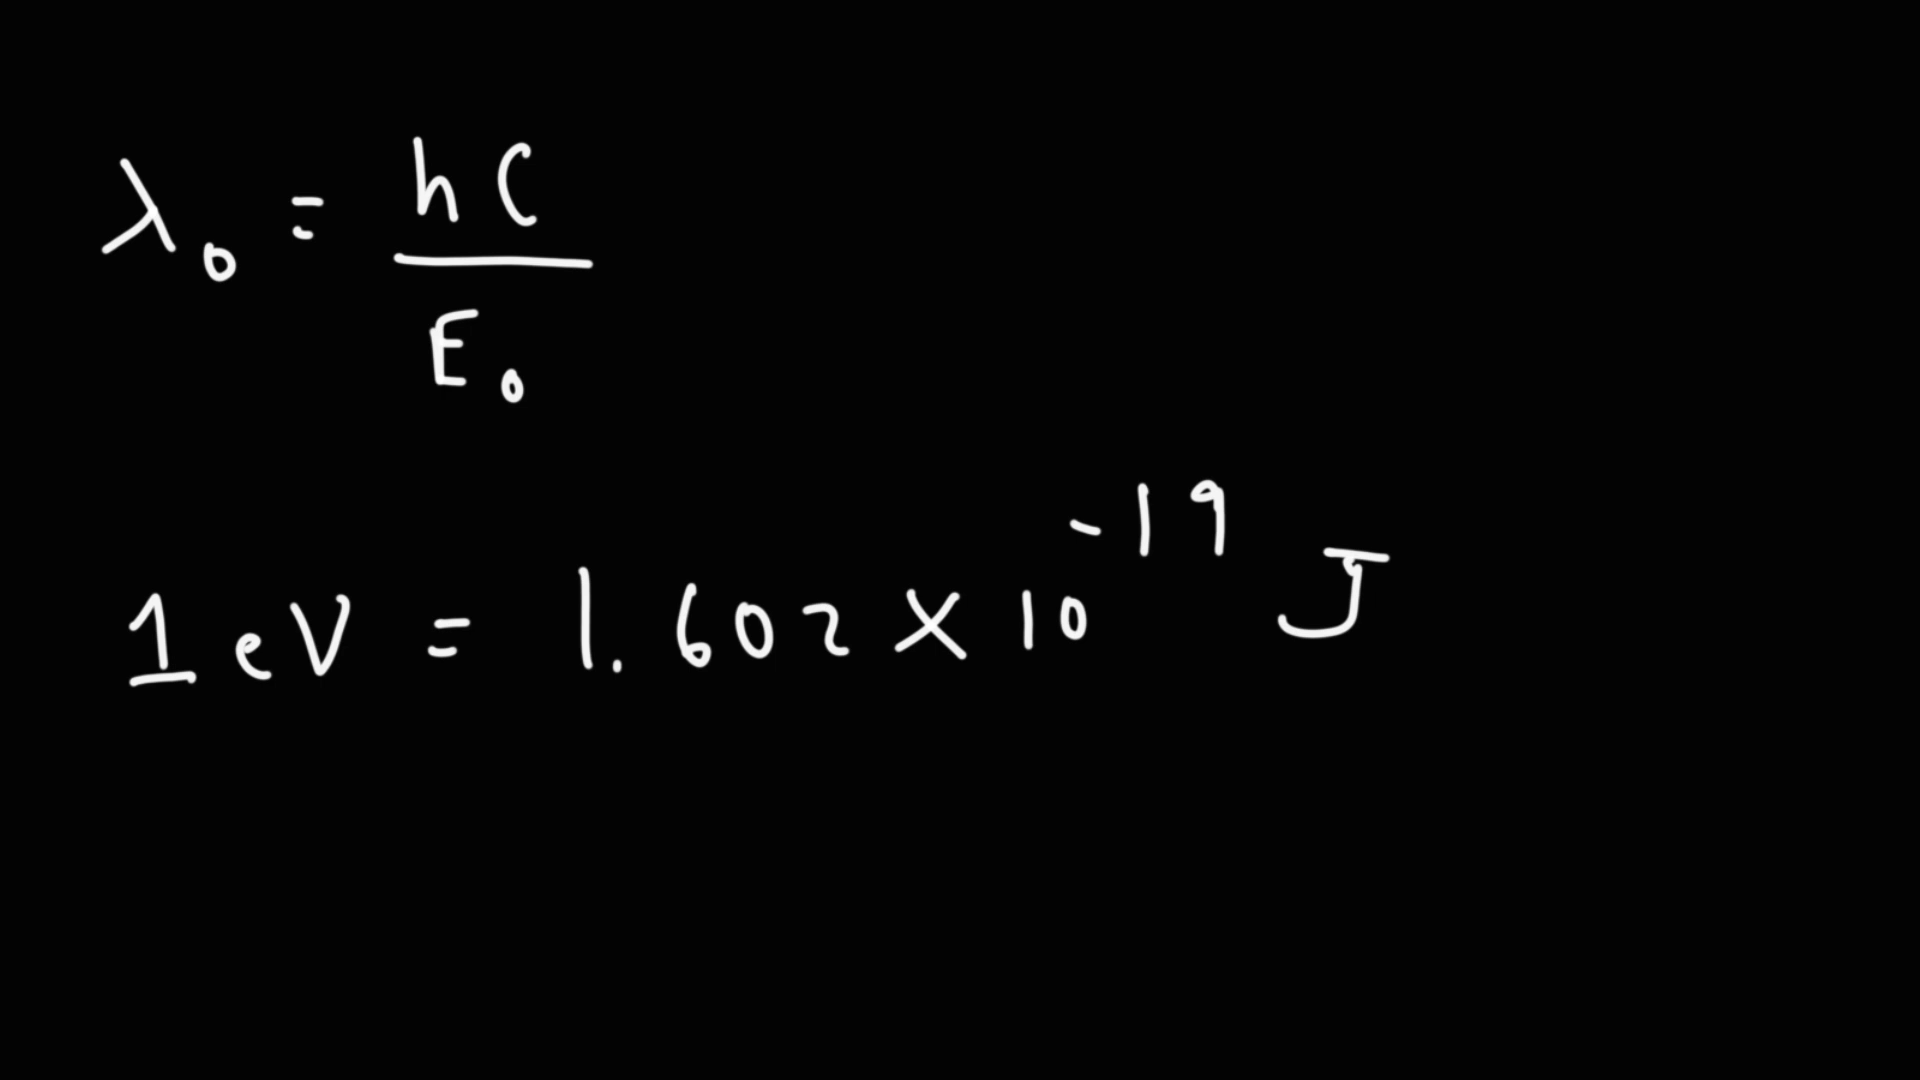 λ₀ = hc / E₀
1 eV = 1.602 × 10⁻¹⁹ J